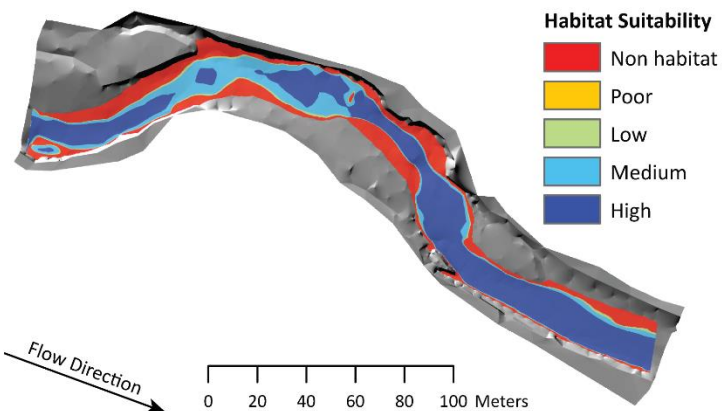 Habitat Suitability
Non habitat
Poor
Low
Medium
High
Flow Direction
0 20 40 60 80 100 Meters